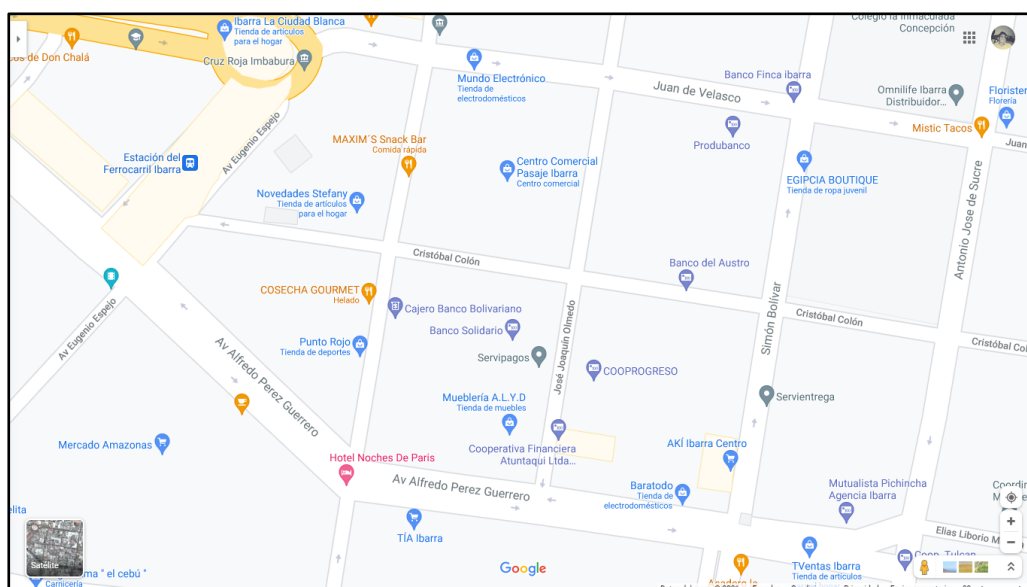 Ibarra La Ciudad Blanca
Tienda de artículos
para el hogar
Colegio la Inmaculada
Concepción
os de Don Chalá
Cruz Roja Imbabura
Mundo Electrónico
Tienda de
electrodomésticos
Juan de Velasco
Banco Finca ibarra
Omnilife Ibarra
Distribuidor...
Florister
Florería
Produbanco
Mistic Tacos
Juan
Av Eugenio Espejo
MAXIM´S Snack Bar
Comida rápida
Estación del
Ferrocarril Ibarra
Centro Comercial
Pasaje Ibarra
Centro comercial
EGIPCIA BOUTIQUE
Tienda de ropa juvenil
Novedades Stefany
Tienda de artículos
para el hogar
Antonio Jose de Sucre
Cristóbal Colón
Banco del Austro
COSECHA GOURMET
Helado
Cajero Banco Bolivariano
Cristóbal Colón
Av Eugenio Espejo
Banco Solidario
Simón Bolívar
Punto Rojo
Tienda de deportes
Cristóbal Col
Servipagos
José Joaquín Olmedo
COOPROGRESO
Av Alfredo Perez Guerrero
Mueblería A.L.Y.D
Tienda de muebles
Servientrega
Mercado Amazonas
Cooperativa Financiera
Atuntaqui Ltda...
AKÍ Ibarra Centro
Hotel Noches De Paris
Av Alfredo Perez Guerrero
Baratodo
Tienda de
electrodomésticos
Mutualista Pichincha
Agencia Ibarra
Coordin
elita
TÍA Ibarra
Elias Liborio M
Satélite
Google
Coop. Tulcan
TVentas Ibarra
Tienda de artículos
ma " el cebú "
Carnicería